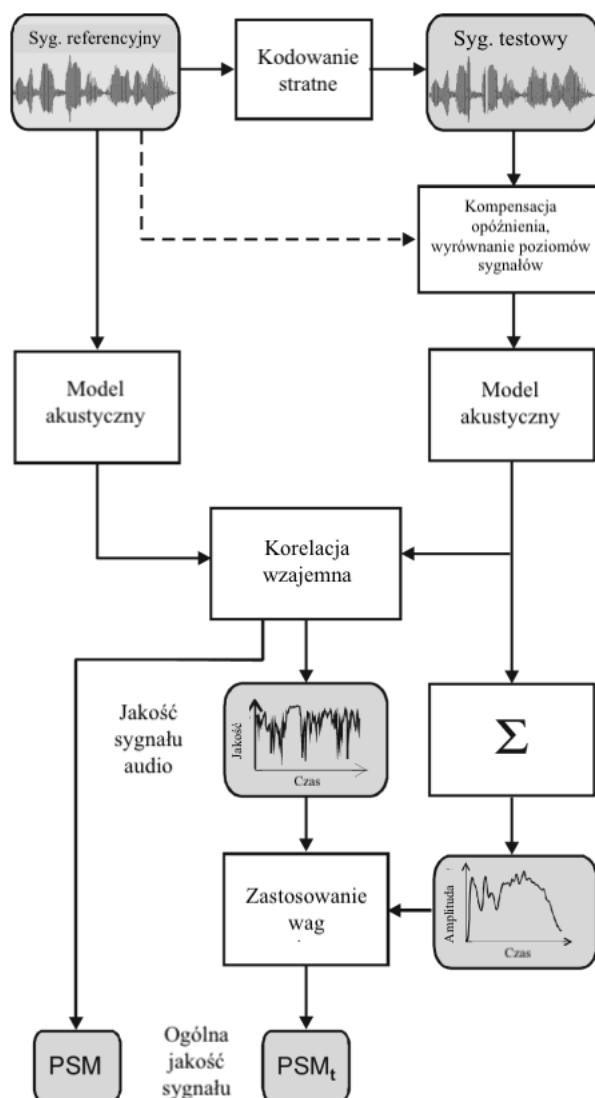 Syg. referencyjny
Kodowanie
stratne
Syg. testowy
Kompensacja
opóźnienia,
wyrównanie poziomów
sygnałów
Model
akustyczny
Model
akustyczny
Korelacja
wzajemna
Jakość
sygnału
audio
Jakość
Czas
Σ
Zastosowanie
wag
Amplituda
Czas
PSM
Ogólna
jakość
sygnału
PSMₜ